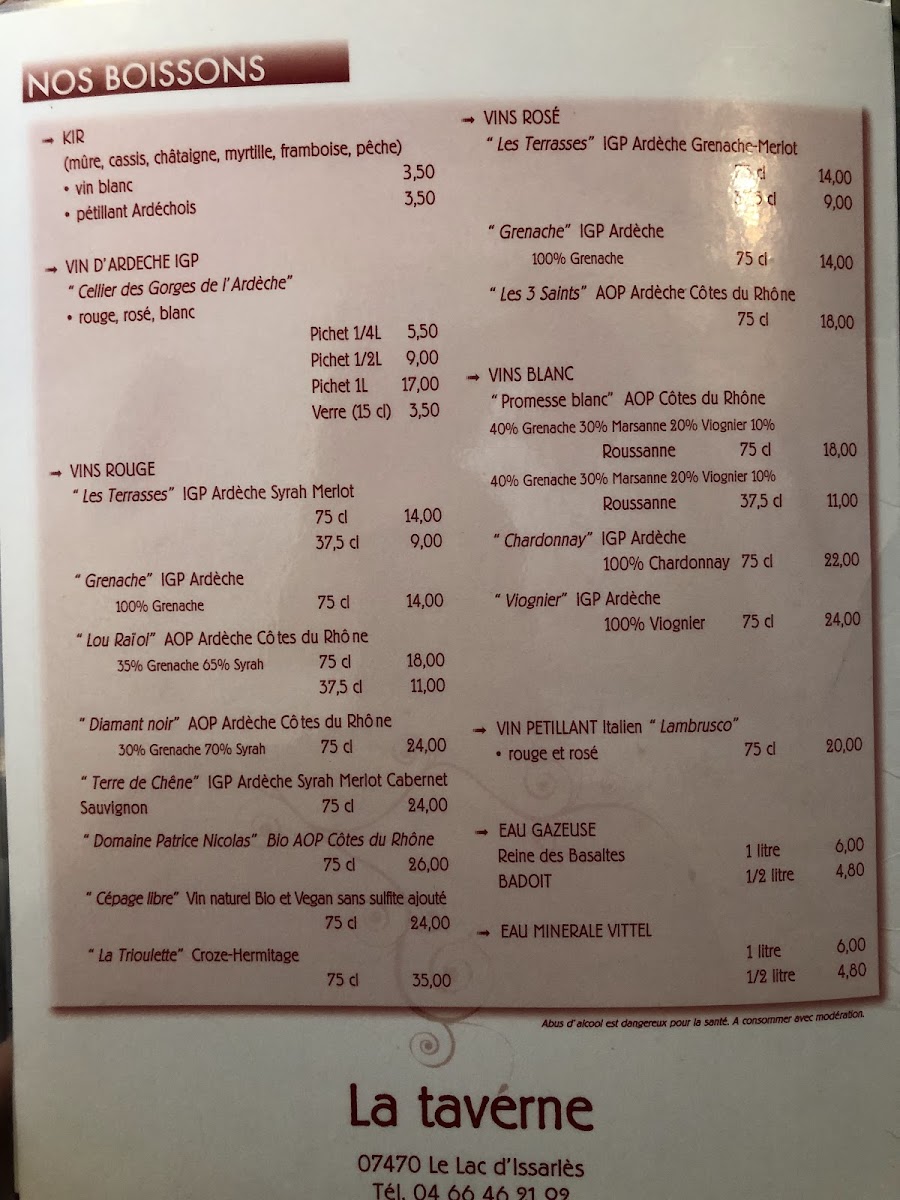 NOS BOISSONS
→ KIR
(mûre, cassis, châtaigne, myrtille, framboise, pêche)
• vin blanc 3,50
• pétillant Ardéchois 3,50
→ VIN D'ARDECHE IGP
" Cellier des Gorges de l'Ardèche"
• rouge, rosé, blanc
Pichet 1/4L 5,50
Pichet 1/2L 9,00
Pichet 1L 17,00
Verre (15 cl) 3,50
→ VINS ROUGE
" Les Terrasses" IGP Ardèche Syrah Merlot
75 cl 14,00
37,5 cl 9,00
" Grenache" IGP Ardèche
100% Grenache 75 cl 14,00
" Lou Raïol" AOP Ardèche Côtes du Rhône
35% Grenache 65% Syrah 75 cl 18,00
37,5 cl 11,00
" Diamant noir" AOP Ardèche Côtes du Rhône
30% Grenache 70% Syrah 75 cl 24,00
" Terre de Chêne" IGP Ardèche Syrah Merlot Cabernet
Sauvignon 75 cl 24,00
" Domaine Patrice Nicolas" Bio AOP Côtes du Rhône
75 cl 26,00
" Cépage libre" Vin naturel Bio et Vegan sans sulfite ajouté
75 cl 24,00
" La Trioulette" Croze-Hermitage
75 cl 35,00
→ VINS ROSÉ
" Les Terrasses" IGP Ardèche Grenache-Merlot
75 cl 14,00
37,5 cl 9,00
" Grenache" IGP Ardèche
100% Grenache 75 cl 14,00
" Les 3 Saints" AOP Ardèche Côtes du Rhône
75 cl 18,00
→ VINS BLANC
" Promesse blanc" AOP Côtes du Rhône
40% Grenache 30% Marsanne 20% Viognier 10%
Roussanne 75 cl 18,00
40% Grenache 30% Marsanne 20% Viognier 10%
Roussanne 37,5 cl 11,00
" Chardonnay" IGP Ardèche
100% Chardonnay 75 cl 22,00
" Viognier" IGP Ardèche
100% Viognier 75 cl 24,00
→ VIN PETILLANT Italien " Lambrusco"
• rouge et rosé 75 cl 20,00
→ EAU GAZEUSE
Reine des Basaltes 1 litre 6,00
BADOIT 1/2 litre 4,80
→ EAU MINERALE VITTEL
1 litre 6,00
1/2 litre 4,80
Abus d'alcool est dangereux pour la santé. A consommer avec modération.
La tavérne
07470 Le Lac d'Issarlès
Tél. 04 66 46 21 09